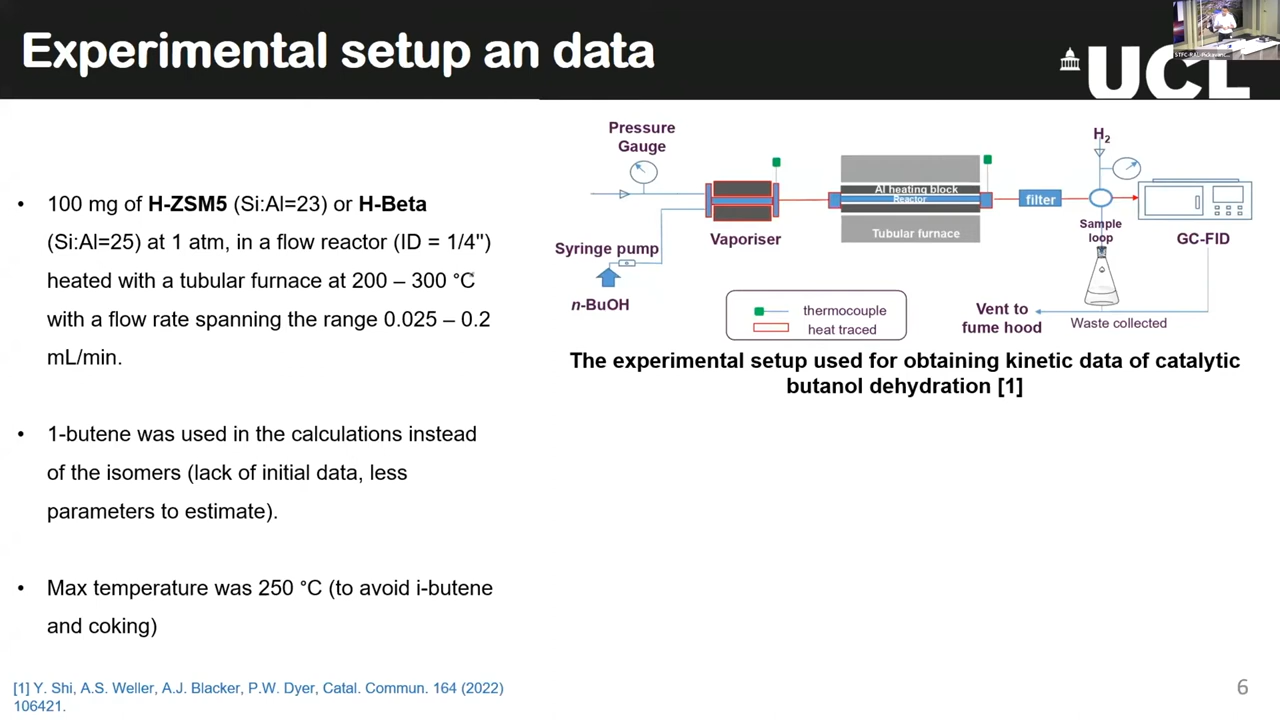 Experimental setup an data
UCL
• 100 mg of H-ZSM5 (Si:Al=23) or H-Beta
(Si:Al=25) at 1 atm, in a flow reactor (ID = 1/4")
heated with a tubular furnace at 200 – 300 °C
with a flow rate spanning the range 0.025 – 0.2
mL/min.
• 1-butene was used in the calculations instead
of the isomers (lack of initial data, less
parameters to estimate).
• Max temperature was 250 °C (to avoid i-butene
and coking)
Pressure
Gauge
Syringe pump
n-BuOH
Vaporiser
Al heating block
Reactor
Tubular furnace
filter
H₂
Sample
loop
GC-FID
thermocouple
heat traced
Vent to
fume hood
Waste collected
The experimental setup used for obtaining kinetic data of catalytic
butanol dehydration [1]
[1] Y. Shi, A.S. Weller, A.J. Blacker, P.W. Dyer, Catal. Commun. 164 (2022)
106421.
6